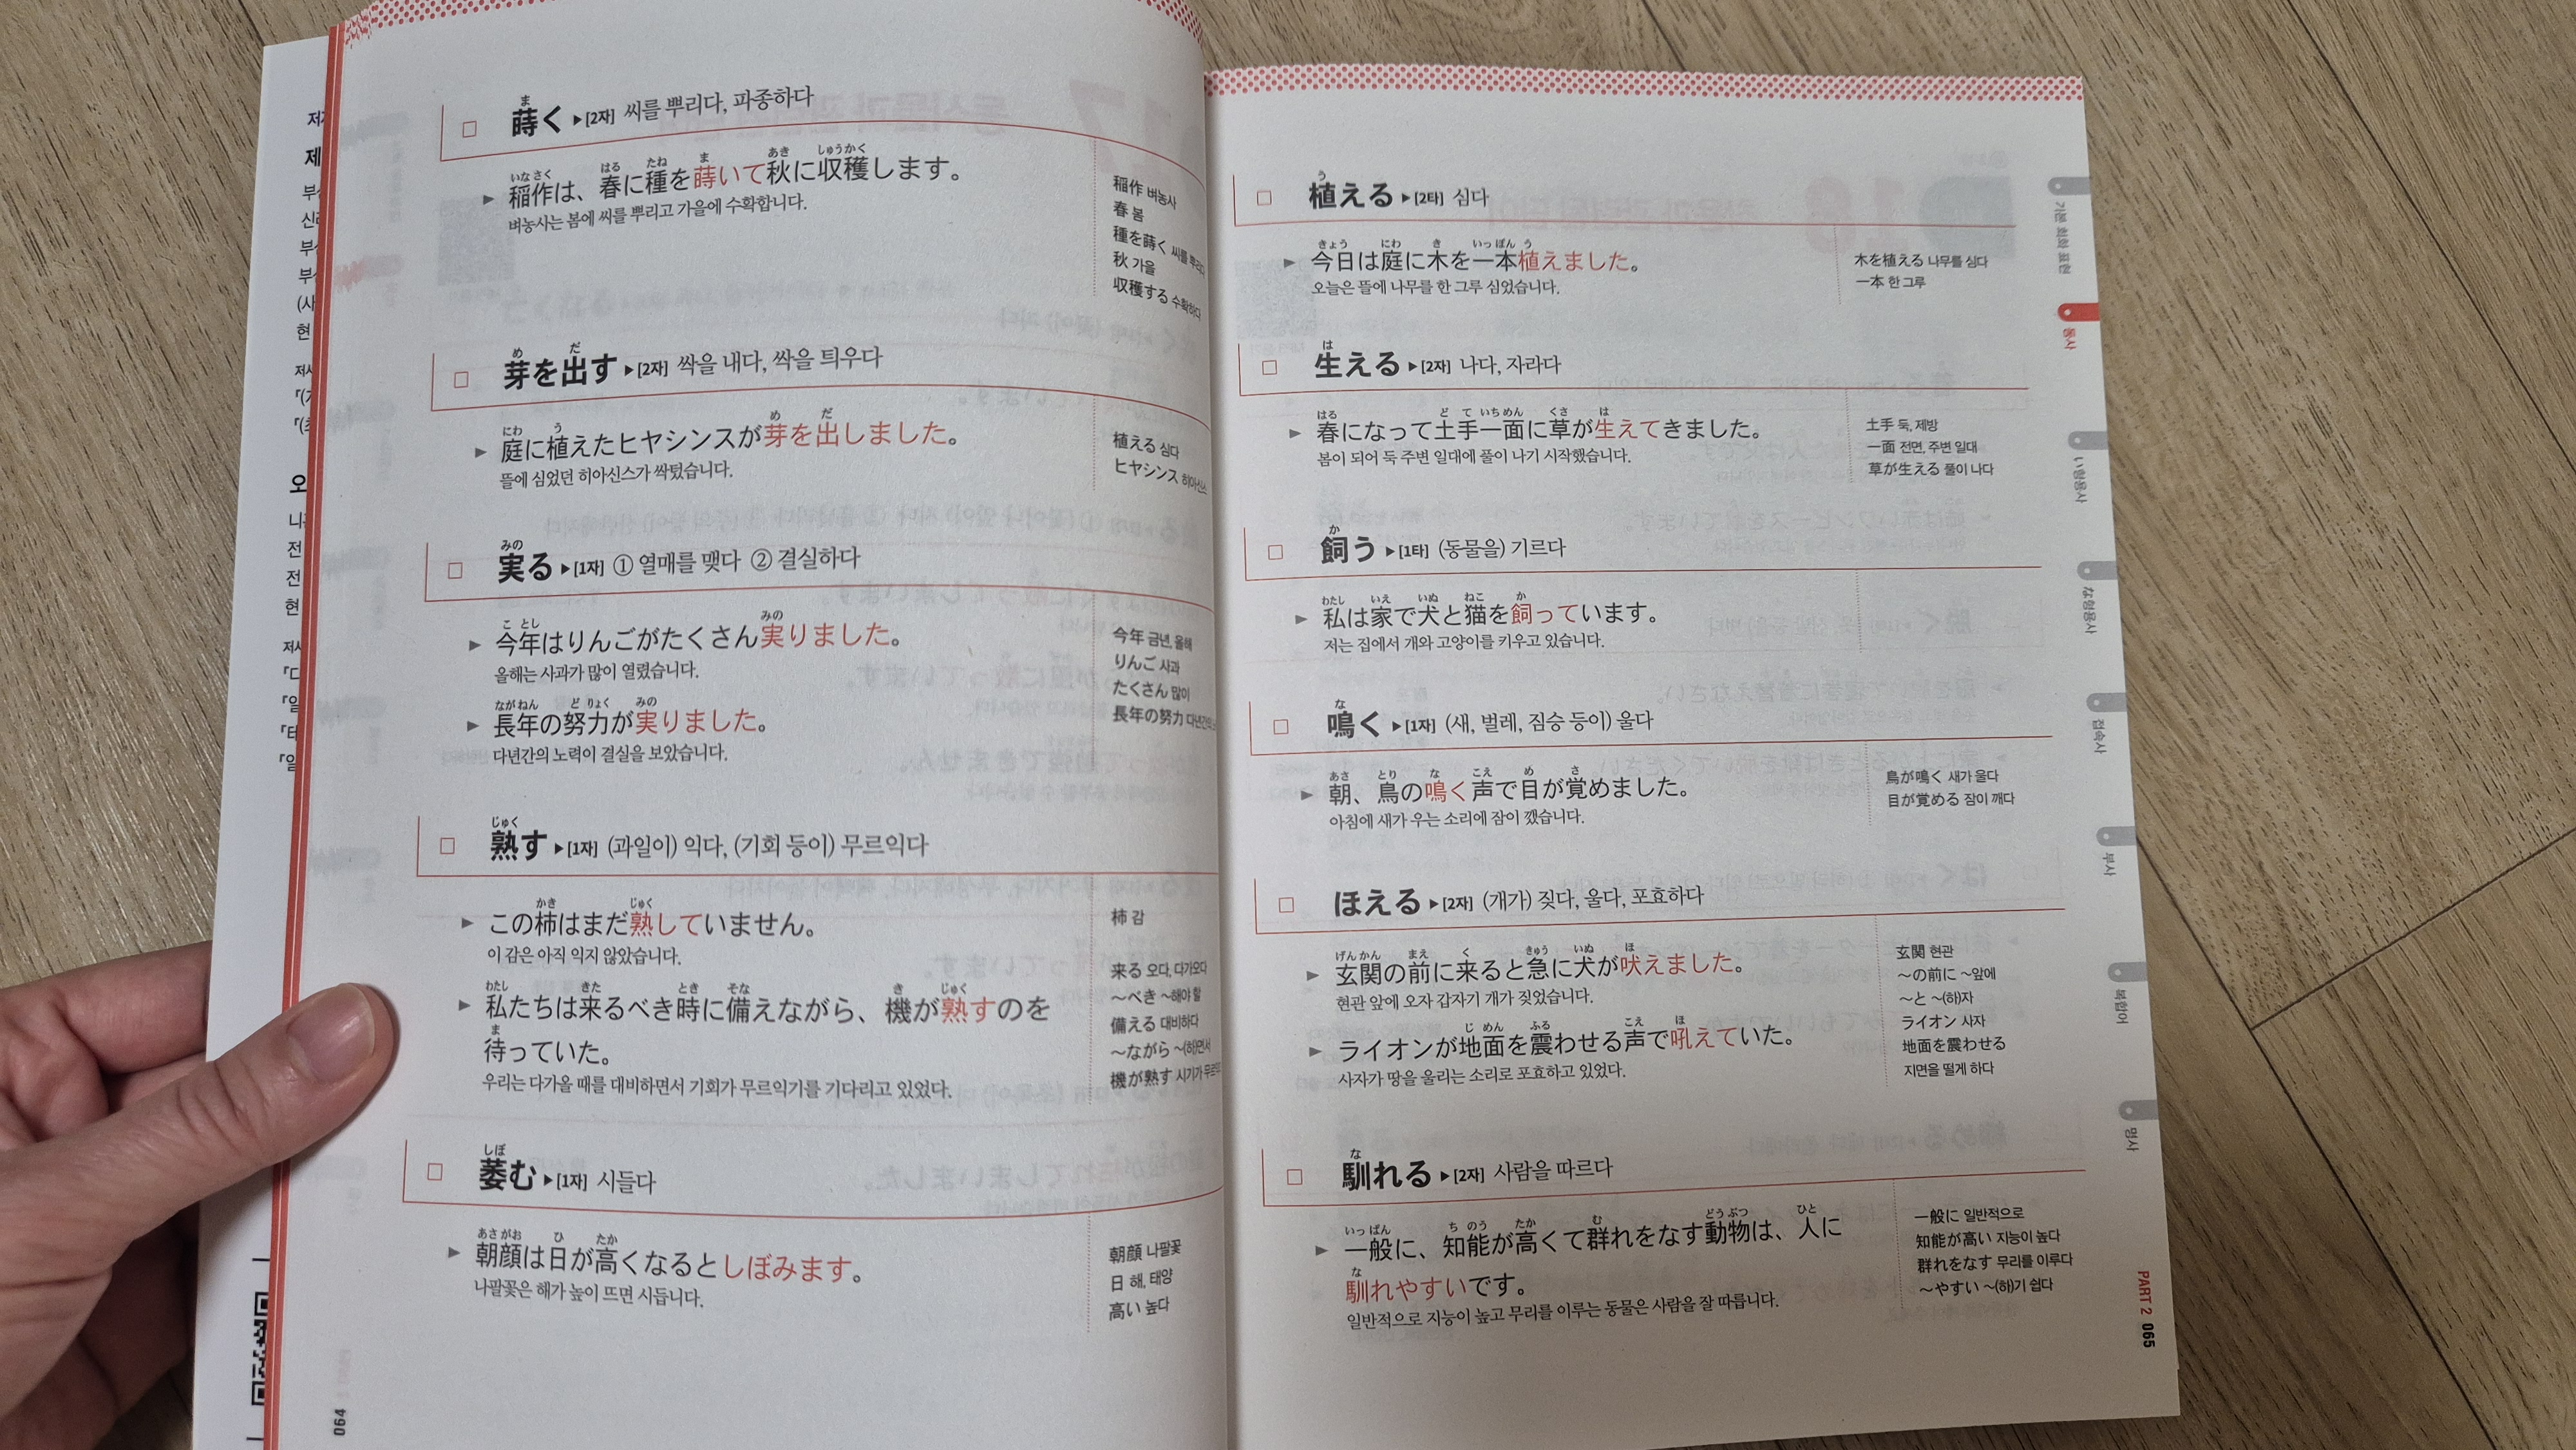 저자
제
부산
(사
현
오
전
전
현
蒔く ▶[2자] 씨를 뿌리다, 파종하다
稲作は、春に種を蒔いて秋に収穫します。
벼농사는 봄에 씨를 뿌리고 가을에 수확합니다.
稲作 벼농사
春 봄
種を蒔く 씨를 뿌리다
秋 가을
収穫する 수확하다
芽を出す ▶[2자] 싹을 내다, 싹을 틔우다
庭に植えたヒヤシンスが芽を出しました。
뜰에 심었던 히아신스가 싹텄습니다.
植える 심다
ヒヤシンス 히아신스
実る ▶[1자] ① 열매를 맺다 ② 결실하다
今年はりんごがたくさん実りました。
올해는 사과가 많이 열렸습니다.
長年の努力が実りました。
다년간의 노력이 결실을 보았습니다.
今年 금년, 올해
りんご 사과
たくさん 많이
長年の努力 다년간의
熟す ▶[1자] (과일이) 익다, (기회 등이) 무르익다
この柿はまだ熟していません。
이 감은 아직 익지 않았습니다.
私たちは来るべき時に備えながら、機が熟すのを
待っていた。
우리는 다가올 때를 대비하면서 기회가 무르익기를 기다리고 있었다.
柿 감
来る 오다, 다가오다
〜べき 〜해야 할
備える 대비하다
〜ながら 〜(하)면서
機が熟す 시기가
萎む ▶[1자] 시들다
朝顔は日が高くなるとしぼみます。
나팔꽃은 해가 높이 뜨면 시듭니다.
朝顔 나팔꽃
日 해, 태양
高い 높다
064
植える ▶[2타] 심다
今日は庭に木を一本植えました。
오늘은 뜰에 나무를 한 그루 심었습니다.
木を植える 나무를 심다
一本 한 그루
生える ▶[2자] 나다, 자라다
春になって土手一面に草が生えてきました。
봄이 되어 둑 주변 일대에 풀이 나기 시작했습니다.
土手 둑, 제방
一面 전면, 주변 일대
草が生える 풀이 나다
飼う ▶[1타] (동물을) 기르다
私は家で犬と猫を飼っています。
저는 집에서 개와 고양이를 키우고 있습니다.
鳴く ▶[1자] (새, 벌레, 짐승 등이) 울다
朝、鳥の鳴く声で目が覚めました。
아침에 새가 우는 소리에 잠이 깼습니다.
鳥が鳴く 새가 울다
目が覚める 잠이 깨다
ほえる ▶[2자] (개가) 짖다, 울다, 포효하다
玄関の前に来ると急に犬が吠えました。
현관 앞에 오자 갑자기 개가 짖었습니다.
ライオンが地面を震わせる声で吼えていた。
사자가 땅을 울리는 소리로 포효하고 있었다.
玄関 현관
〜の前に 〜앞에
〜と 〜(하)자
ライオン 사자
地面を震わせる
지면을 떨게 하다
馴れる ▶[2자] 사람을 따르다
一般に、知能が高くて群れをなす動物は、人に
馴れやすいです。
일반적으로 지능이 높고 무리를 이루는 동물은 사람을 잘 따릅니다.
一般に 일반적으로
知能が高い 지능이 높다
群れをなす 무리를 이루다
〜やすい 〜(하)기 쉽다
기본 회화 표현
동사
い형용사
な형용사
접속사
부사
복합어
명사
PART 2 065